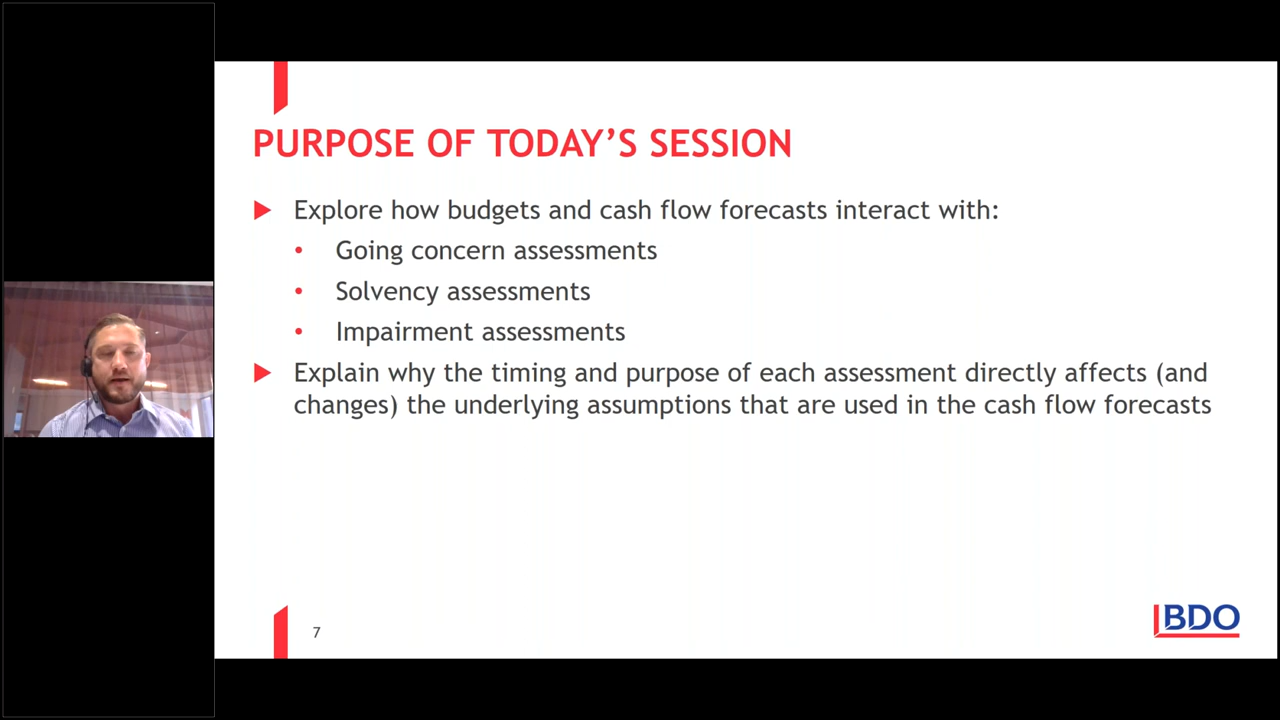 PURPOSE OF TODAY'S SESSION
Explore how budgets and cash flow forecasts interact with:
Going concern assessments
Solvency assessments
Impairment assessments
Explain why the timing and purpose of each assessment directly affects (and
changes) the underlying assumptions that are used in the cash flow forecasts
7
BDO